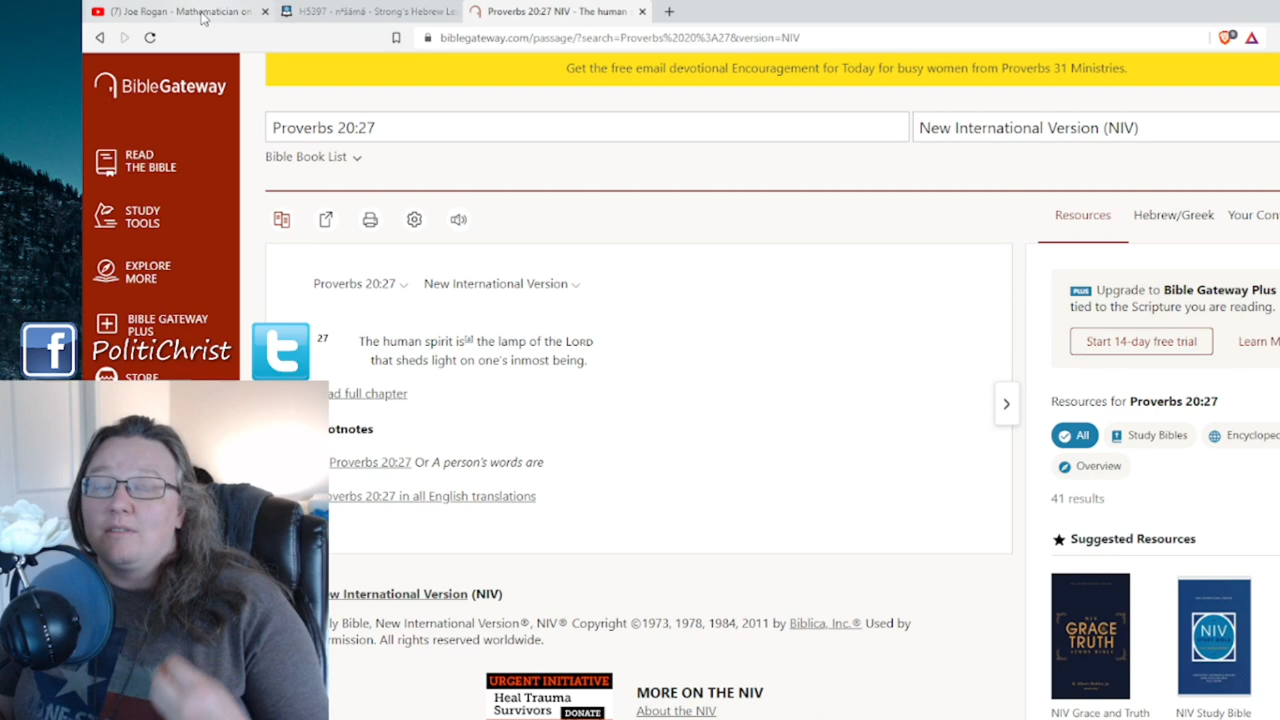 (7) Joe Rogan - Mathematician on
H5397 - nᵊšāmâ - Strong's Hebrew Le
Proverbs 20:27 NIV - The human s
biblegateway.com/passage/?search=Proverbs%2020%3A27&version=NIV
BibleGateway
Get the free email devotional Encouragement for Today for busy women from Proverbs 31 Ministries.
Proverbs 20:27
New International Version (NIV)
Bible Book List
READ
THE BIBLE
STUDY
TOOLS
EXPLORE
MORE
BIBLE GATEWAY
PLUS
STORE
PolitiChrist
Resources
Hebrew/Greek
Your Con
Proverbs 20:27
New International Version
27 The human spirit is[a] the lamp of the LORD
that sheds light on one's inmost being.
ad full chapter
otnotes
Proverbs 20:27 Or A person's words are
overbs 20:27 in all English translations
PLUS Upgrade to Bible Gateway Plus
tied to the Scripture you are reading.
Start 14-day free trial
Learn M
Resources for Proverbs 20:27
All
Study Bibles
Encycloped
Overview
41 results
Suggested Resources
NIV
GRACE
TRUTH
STUDY BIBLE
NIV
NIV Grace and Truth
NIV Study Bible
ew International Version (NIV)
ly Bible, New International Version®, NIV® Copyright ©1973, 1978, 1984, 2011 by Biblica, Inc.® Used by
rmission. All rights reserved worldwide.
URGENT INITIATIVE
Heal Trauma
Survivors
DONATE
MORE ON THE NIV
About the NIV